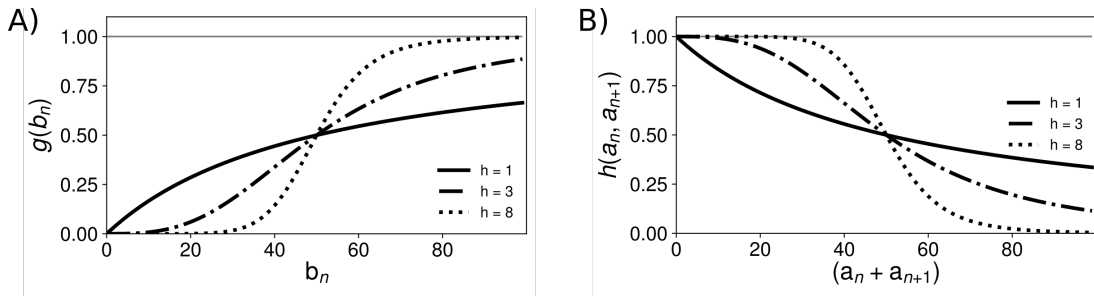 A)
g(bₙ)
1.00
0.75
0.50
0.25
0.00
h = 1
h = 3
h = 8
0 20 40 60 80
bₙ
B)
h(aₙ, aₙ₊₁)
1.00
0.75
0.50
0.25
0.00
h = 1
h = 3
h = 8
0 20 40 60 80
(aₙ + aₙ₊₁)